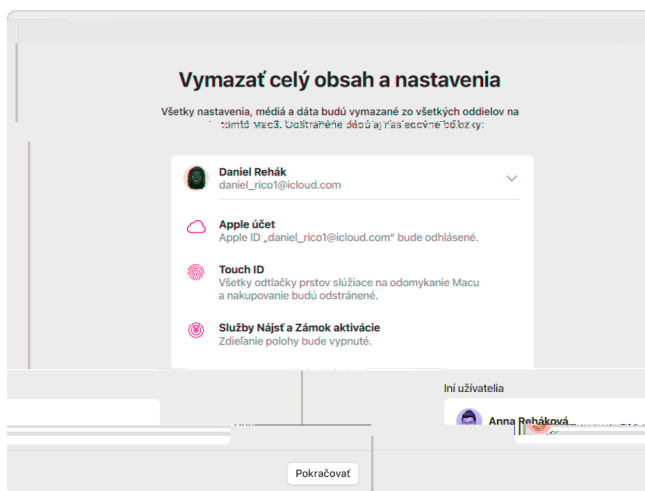 Vymazať celý obsah a nastavenia
Všetky nastavenia, médiá a dáta budú vymazané zo všetkých oddielov na
Daniel Rehák
daniel_rico1@icloud.com
Apple účet
Apple ID „daniel_rico1@icloud.com“ bude odhlásené.
Touch ID
Všetky odtlačky prstov slúžiace na odomykanie Macu
a nakupovanie budú odstránené.
Služby Nájsť a Zámok aktivácie
Zdieľanie polohy bude vypnuté.
Iní užívatelia
Anna Reháková
Pokračovať